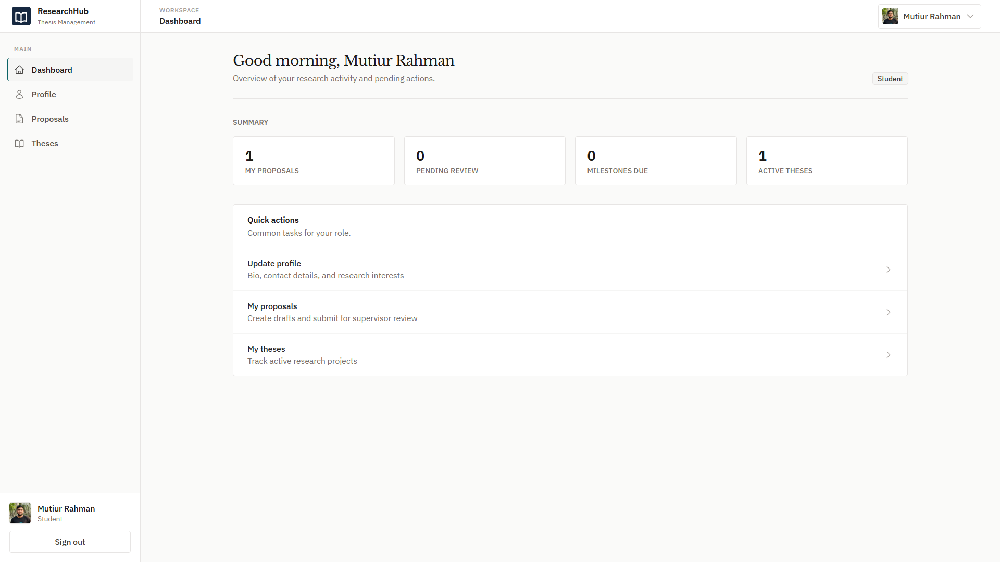 ResearchHub
Thesis Management
WORKSPACE
Dashboard
Mutiur Rahman
MAIN
Dashboard
Profile
Proposals
Theses
Good morning, Mutiur Rahman
Overview of your research activity and pending actions.
Student
SUMMARY
1
MY PROPOSALS
0
PENDING REVIEW
0
MILESTONES DUE
1
ACTIVE THESES
Quick actions
Common tasks for your role.
Update profile
Bio, contact details, and research interests
My proposals
Create drafts and submit for supervisor review
My theses
Track active research projects
Mutiur Rahman
Student
Sign out